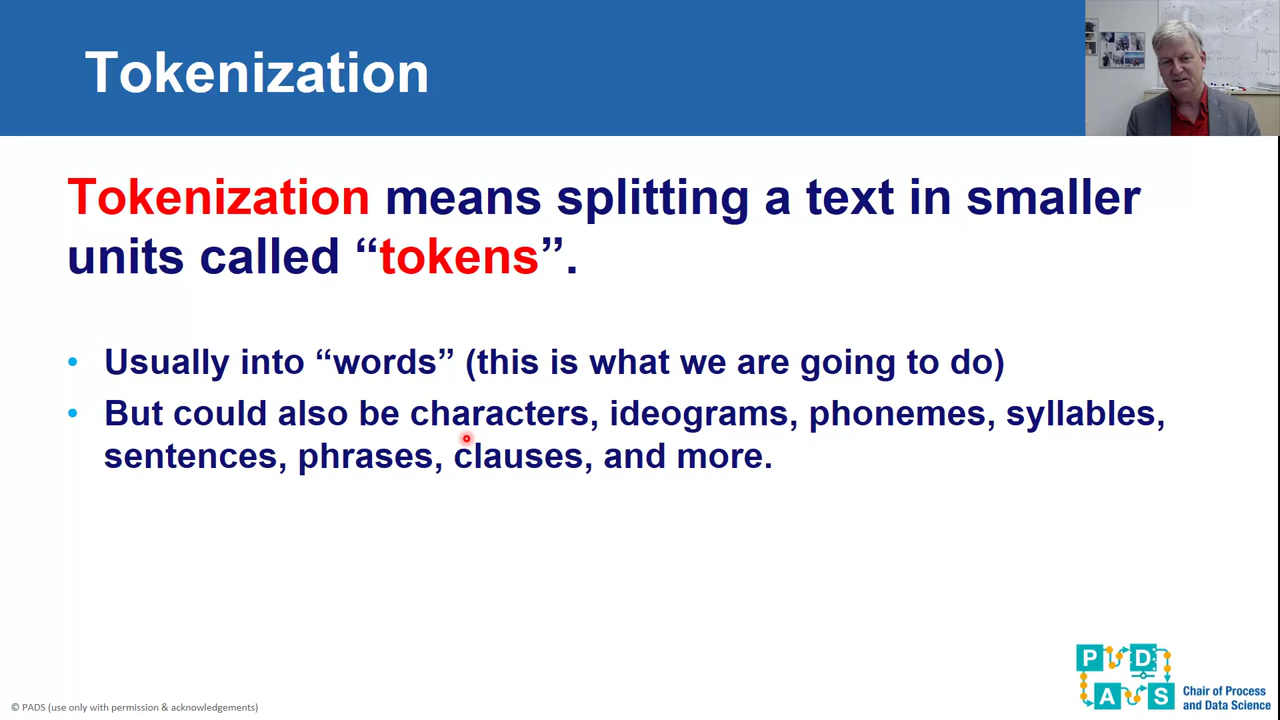 Tokenization
Tokenization means splitting a text in smaller
units called “tokens”.
• Usually into “words” (this is what we are going to do)
• But could also be characters, ideograms, phonemes, syllables,
sentences, phrases, clauses, and more.
© PADS (use only with permission & acknowledgements)
P D
A S
Chair of Process
and Data Science